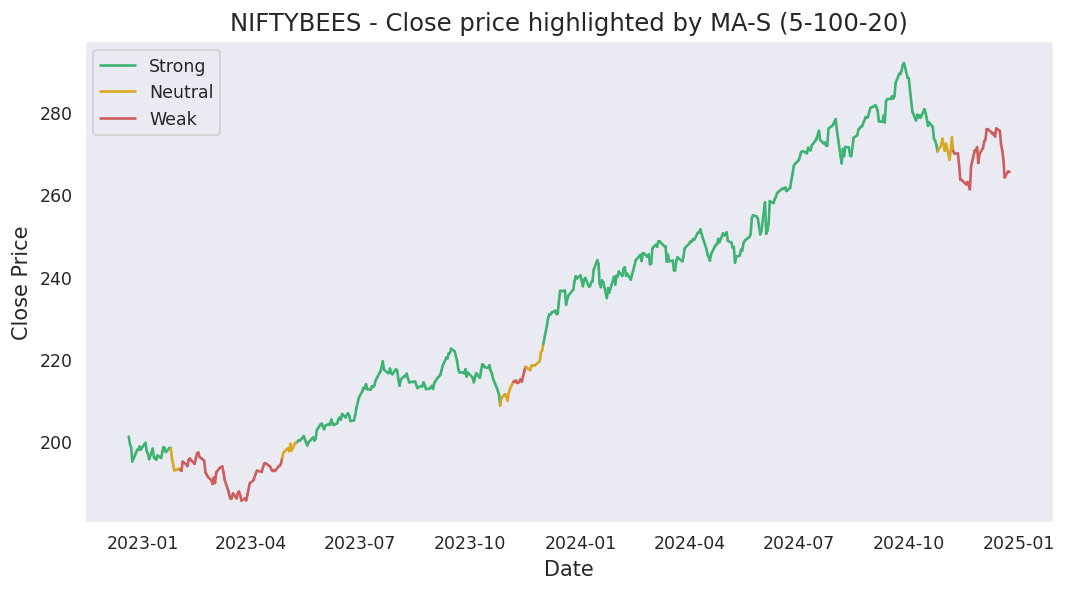 NIFTYBEES - Close price highlighted by MA-S (5-100-20)
Strong
Neutral
Weak
Close Price
280
260
240
220
200
2023-01 2023-04 2023-07 2023-10 2024-01 2024-04 2024-07 2024-10 2025-01
Date